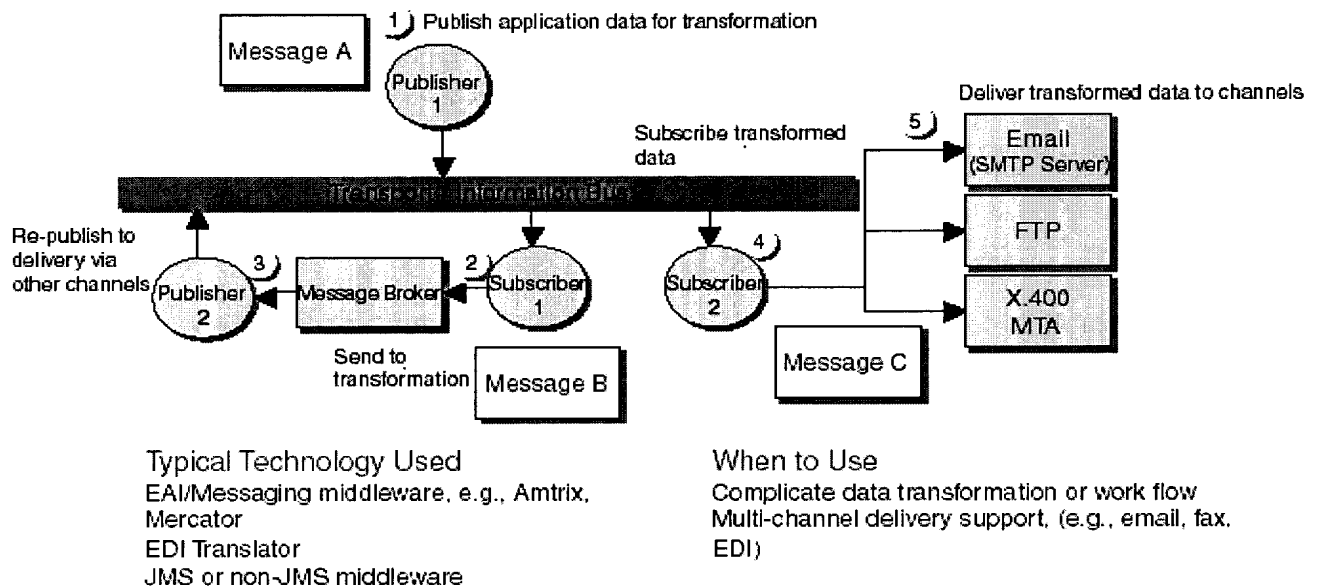 1 Publish application data for transformation
Message A
Publisher
1
Deliver transformed data to channels
Subscribe transformed
data
5
Email
(SMTP Server)
Transport Information Bus
Re-publish to
delivery via
other channels
3
Publisher
2
Message Broker
2
Subscriber
1
4
Subscriber
2
FTP
X.400
MTA
Send to
transformation
Message B
Message C
Typical Technology Used
EAI/Messaging middleware, e.g., Amtrix,
Mercator
EDI Translator
JMS or non-JMS middleware
When to Use
Complicate data transformation or work flow
Multi-channel delivery support, (e.g., email, fax,
EDI)